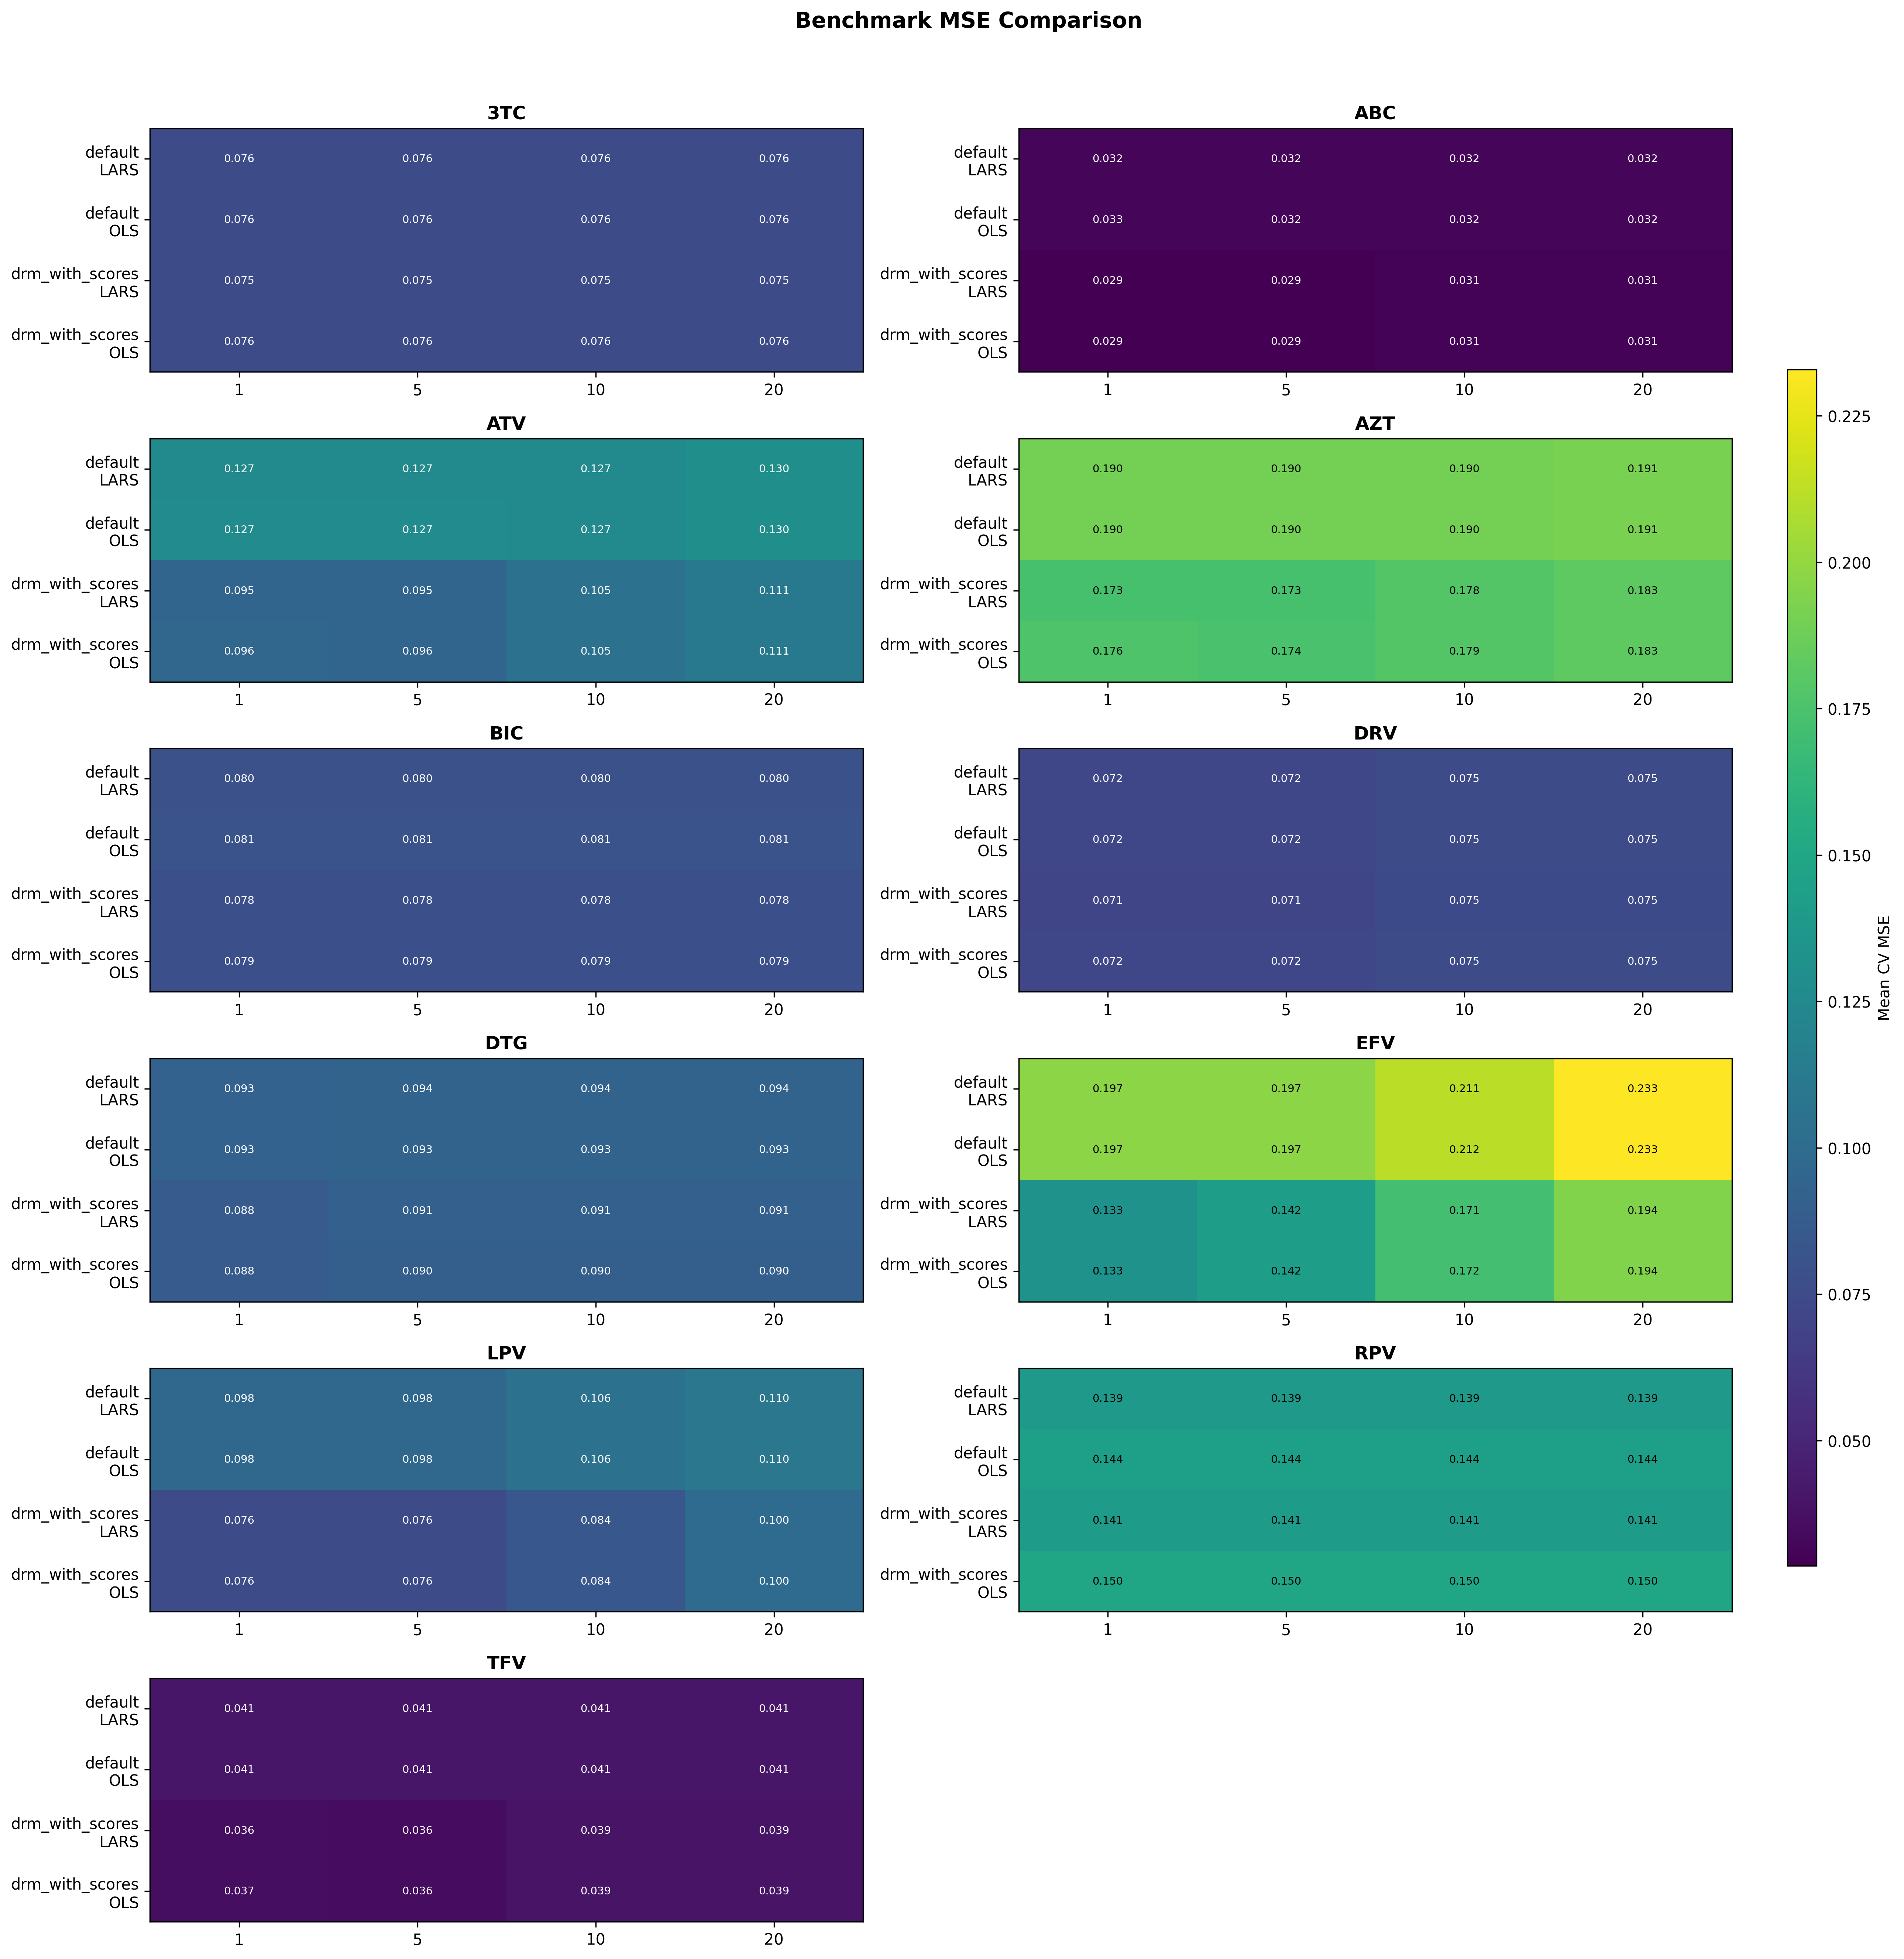 Benchmark MSE Comparison
3TC
default
LARS
0.076 0.076 0.076 0.076
default
OLS
0.076 0.076 0.076 0.076
drm_with_scores
LARS
0.075 0.075 0.075 0.075
drm_with_scores
OLS
0.076 0.076 0.076 0.076
1 5 10 20
ABC
default
LARS
0.032 0.032 0.032 0.032
default
OLS
0.033 0.032 0.032 0.032
drm_with_scores
LARS
0.029 0.029 0.031 0.031
drm_with_scores
OLS
0.029 0.029 0.031 0.031
1 5 10 20
ATV
default
LARS
0.127 0.127 0.127 0.130
default
OLS
0.127 0.127 0.127 0.130
drm_with_scores
LARS
0.095 0.095 0.105 0.111
drm_with_scores
OLS
0.096 0.096 0.105 0.111
1 5 10 20
AZT
default
LARS
0.190 0.190 0.190 0.191
default
OLS
0.190 0.190 0.190 0.191
drm_with_scores
LARS
0.173 0.173 0.178 0.183
drm_with_scores
OLS
0.176 0.174 0.179 0.183
1 5 10 20
BIC
default
LARS
0.080 0.080 0.080 0.080
default
OLS
0.081 0.081 0.081 0.081
drm_with_scores
LARS
0.078 0.078 0.078 0.078
drm_with_scores
OLS
0.079 0.079 0.079 0.079
1 5 10 20
DRV
default
LARS
0.072 0.072 0.075 0.075
default
OLS
0.072 0.072 0.075 0.075
drm_with_scores
LARS
0.071 0.071 0.075 0.075
drm_with_scores
OLS
0.072 0.072 0.075 0.075
1 5 10 20
DTG
default
LARS
0.093 0.094 0.094 0.094
default
OLS
0.093 0.093 0.093 0.093
drm_with_scores
LARS
0.088 0.091 0.091 0.091
drm_with_scores
OLS
0.088 0.090 0.090 0.090
1 5 10 20
EFV
default
LARS
0.197 0.197 0.211 0.233
default
OLS
0.197 0.197 0.212 0.233
drm_with_scores
LARS
0.133 0.142 0.171 0.194
drm_with_scores
OLS
0.133 0.142 0.172 0.194
1 5 10 20
LPV
default
LARS
0.098 0.098 0.106 0.110
default
OLS
0.098 0.098 0.106 0.110
drm_with_scores
LARS
0.076 0.076 0.084 0.100
drm_with_scores
OLS
0.076 0.076 0.084 0.100
1 5 10 20
RPV
default
LARS
0.139 0.139 0.139 0.139
default
OLS
0.144 0.144 0.144 0.144
drm_with_scores
LARS
0.141 0.141 0.141 0.141
drm_with_scores
OLS
0.150 0.150 0.150 0.150
1 5 10 20
TFV
default
LARS
0.041 0.041 0.041 0.041
default
OLS
0.041 0.041 0.041 0.041
drm_with_scores
LARS
0.036 0.036 0.039 0.039
drm_with_scores
OLS
0.037 0.036 0.039 0.039
1 5 10 20
0.225
0.200
0.175
0.150
0.125
0.100
0.075
0.050
Mean CV MSE